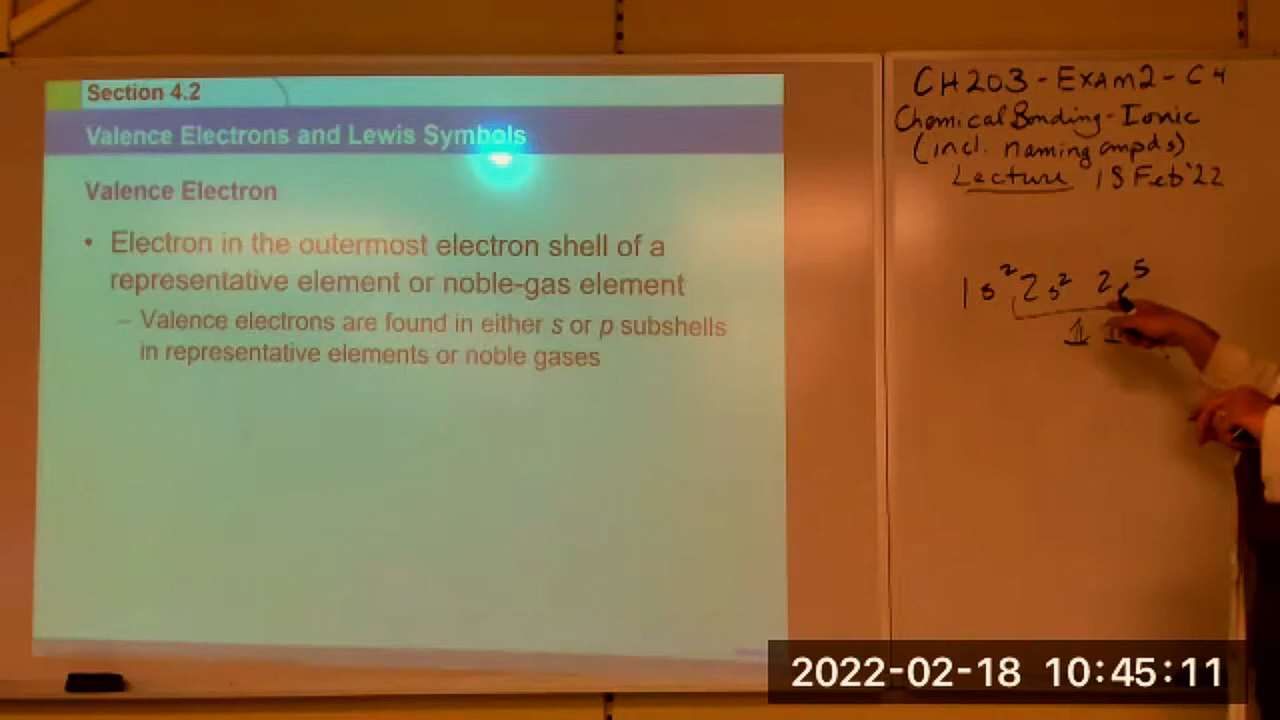 Section 4.2
Valence Electrons and Lewis Symbols
Valence Electron
• Electron in the outermost electron shell of a
representative element or noble-gas element
– Valence electrons are found in either s or p subshells
in representative elements or noble gases
CH203 - Exam2 - C4
Chemical Bonding - Ionic
(incl. naming cmpds)
Lecture 18 Feb '22
1s² 2s² 2 ⁵
2022-02-18 10:45:11